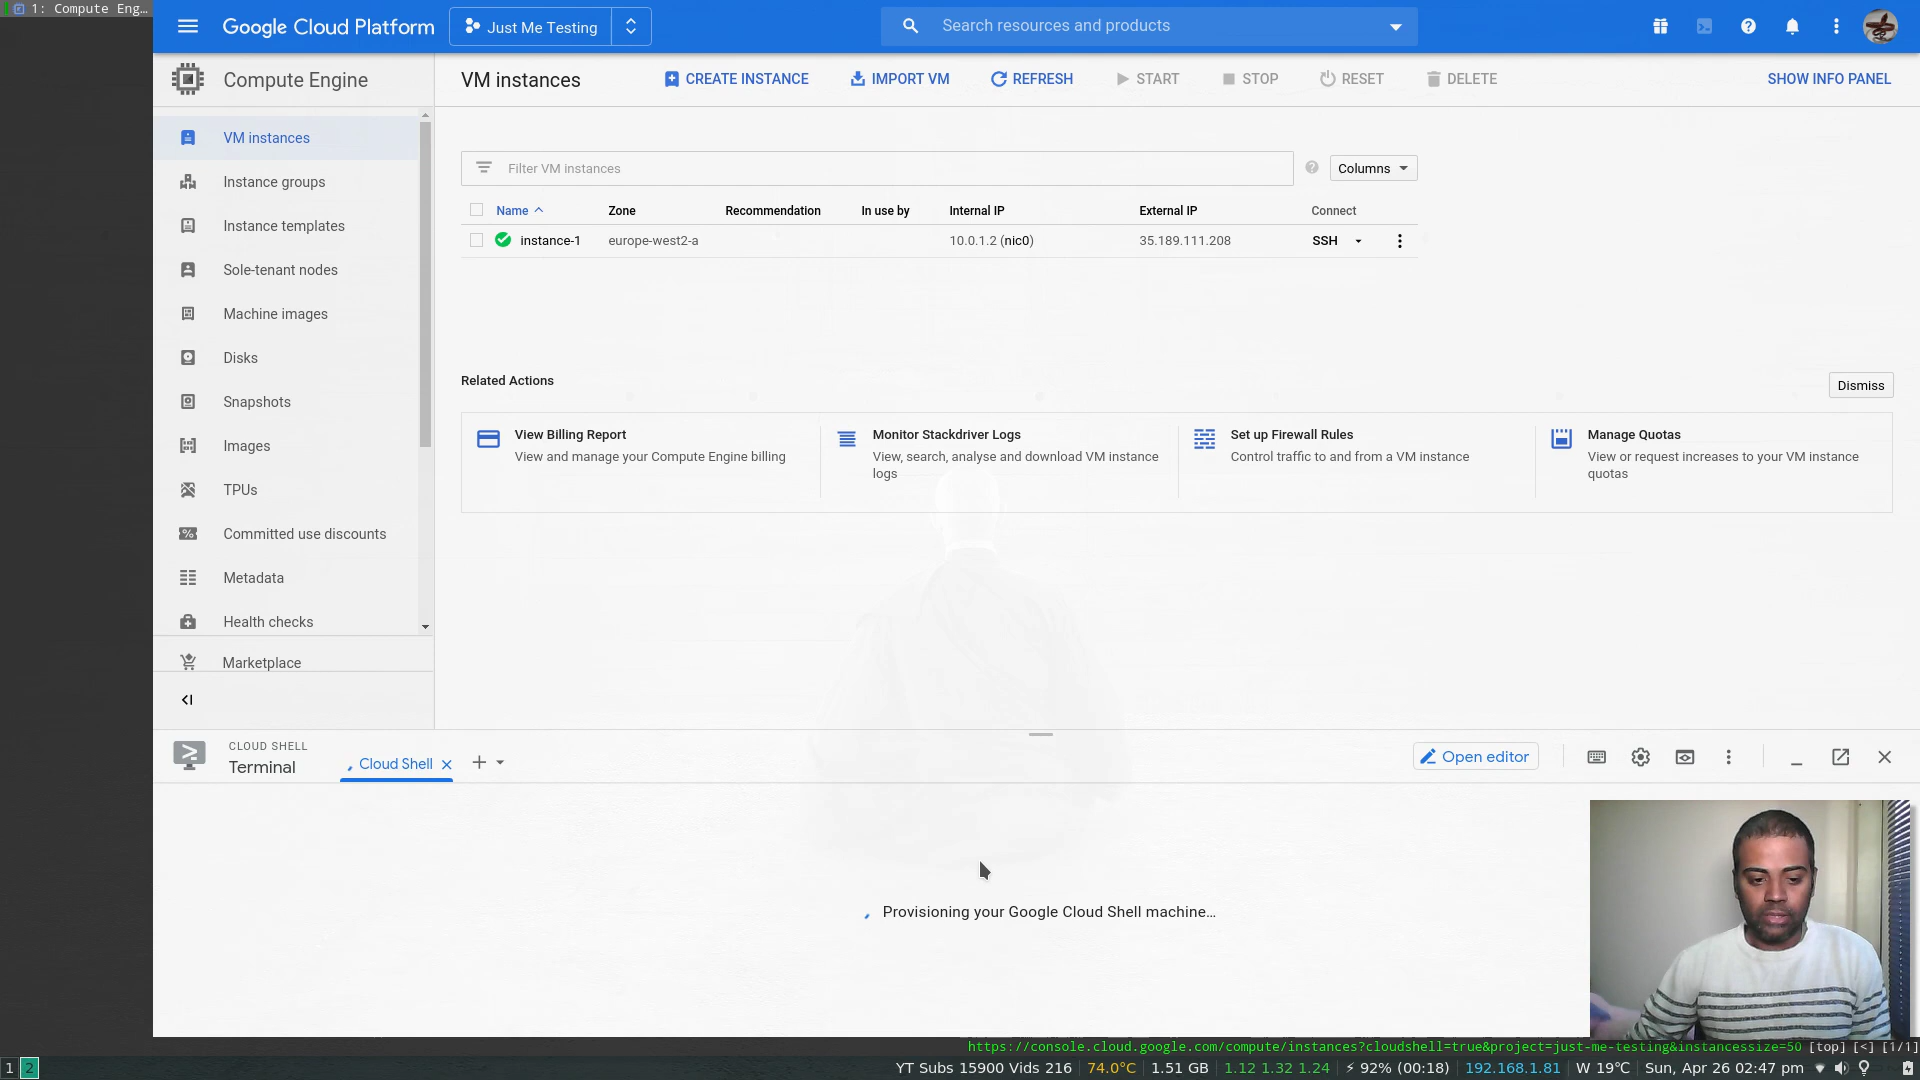 1: Compute Eng…
Google Cloud Platform
Just Me Testing
Search resources and products
Compute Engine
VM instances
CREATE INSTANCE
IMPORT VM
REFRESH
START
STOP
RESET
DELETE
SHOW INFO PANEL
VM instances
Instance groups
Instance templates
Sole-tenant nodes
Machine images
Disks
Snapshots
Images
TPUs
Committed use discounts
Metadata
Health checks
Marketplace
Filter VM instances
Columns
Name Zone Recommendation In use by Internal IP External IP Connect
instance-1 europe-west2-a 10.0.1.2 (nic0) 35.189.111.208 SSH
Related Actions
Dismiss
View Billing Report
View and manage your Compute Engine billing
Monitor Stackdriver Logs
View, search, analyse and download VM instance
logs
Set up Firewall Rules
Control traffic to and from a VM instance
Manage Quotas
View or request increases to your VM instance
quotas
CLOUD SHELL
Terminal
Cloud Shell
Open editor
Provisioning your Google Cloud Shell machine...
https://console.cloud.google.com/compute/instances?cloudshell=true&project=just-me-testing&instancessize=50 [top] [<] [1/1]
1 2
YT Subs 15900 Vids 216 74.0°C 1.51 GB 1.12 1.32 1.24 ⚡ 92% (00:18) 192.168.1.81 W 19℃ Sun, Apr 26 02:47 pm